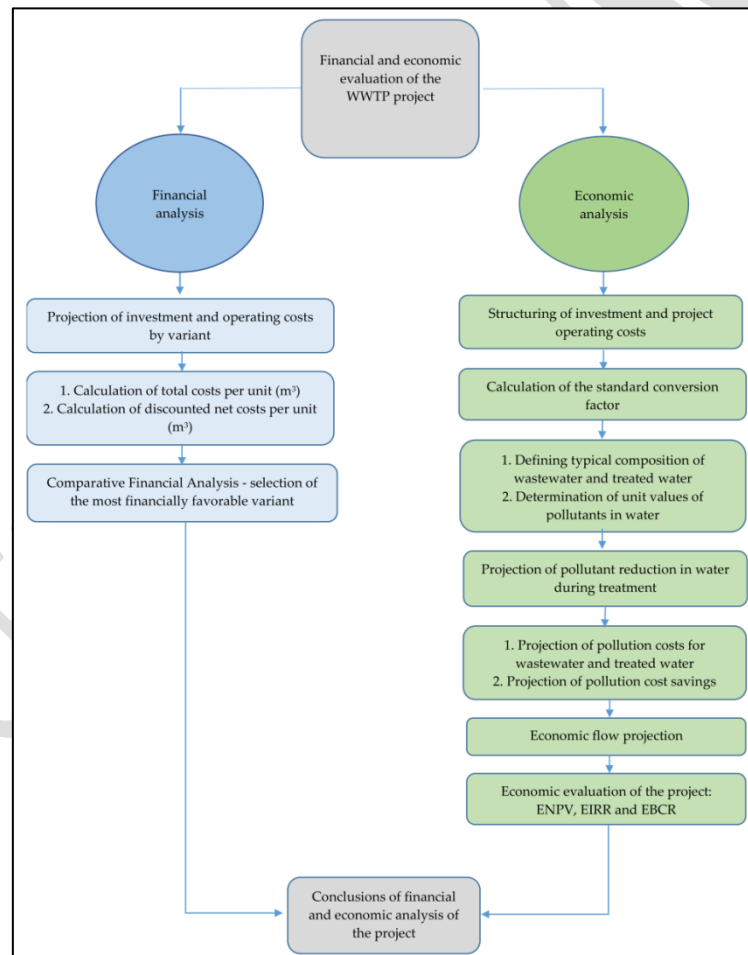 Financial and economic
evaluation of the
WWTP project
Financial
analysis
Economic
analysis
Projection of investment and operating costs
by variant
1. Calculation of total costs per unit (m³)
2. Calculation of discounted net costs per unit
(m³)
Comparative Financial Analysis - selection of
the most financially favorable variant
Structuring of investment and project
operating costs
Calculation of the standard conversion
factor
1. Defining typical composition of
wastewater and treated water
2. Determination of unit values of
pollutants in water
Projection of pollutant reduction in water
during treatment
1. Projection of pollution costs for
wastewater and treated water
2. Projection of pollution cost savings
Economic flow projection
Economic evaluation of the project:
ENPV, EIRR and EBCR
Conclusions of financial
and economic analysis of
the project